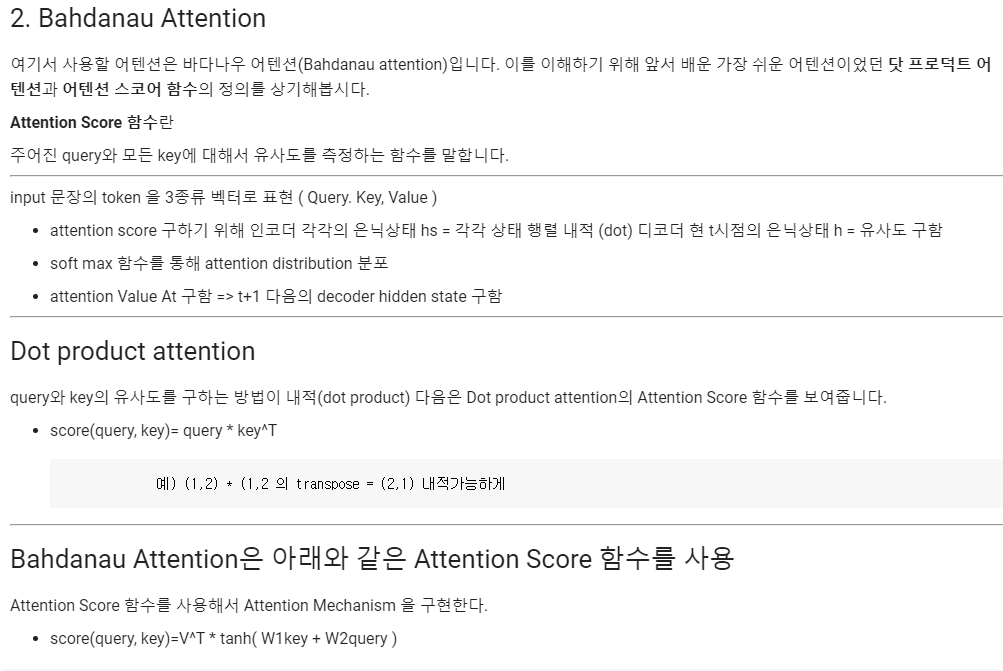 2. Bahdanau Attention
여기서 사용할 어텐션은 바다나우 어텐션(Bahdanau attention)입니다. 이를 이해하기 위해 앞서 배운 가장 쉬운 어텐션이었던 닷 프로덕트 어
텐션과 어텐션 스코어 함수의 정의를 상기해봅시다.
Attention Score 함수란
주어진 query와 모든 key에 대해서 유사도를 측정하는 함수를 말합니다.
input 문장의 token 을 3종류 벡터로 표현 ( Query. Key, Value )
• attention score 구하기 위해 인코더 각각의 은닉상태 hs = 각각 상태 행렬 내적 (dot) 디코더 현 t시점의 은닉상태 h = 유사도 구함
• soft max 함수를 통해 attention distribution 분포
• attention Value At 구함 => t+1 다음의 decoder hidden state 구함
Dot product attention
query와 key의 유사도를 구하는 방법이 내적(dot product) 다음은 Dot product attention의 Attention Score 함수를 보여줍니다.
• score(query, key)= query * key^T
예) (1,2) * (1,2 의 transpose = (2,1) 내적가능하게
Bahdanau Attention은 아래와 같은 Attention Score 함수를 사용
Attention Score 함수를 사용해서 Attention Mechanism 을 구현한다.
• score(query, key)=V^T * tanh( W1key + W2query )